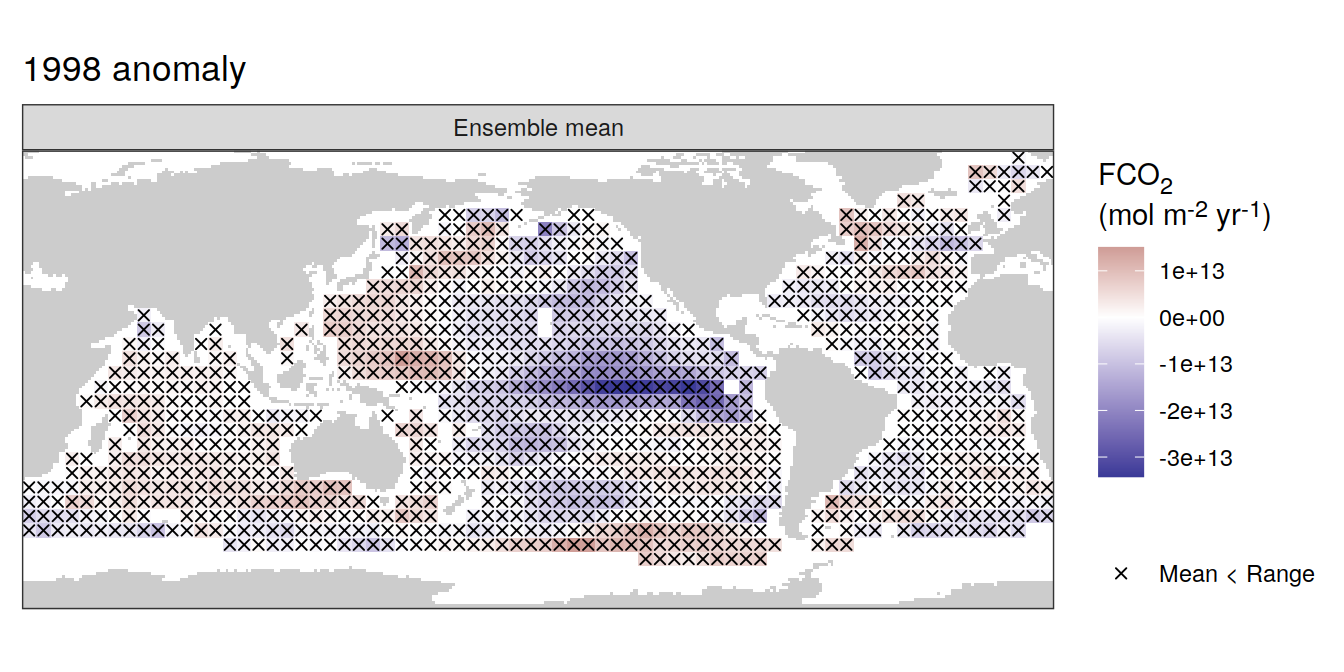 1998 anomaly
Ensemble mean
FCO₂
(mol m⁻² yr⁻¹)
1e+13
0e+00
-1e+13
-2e+13
-3e+13
Mean < Range